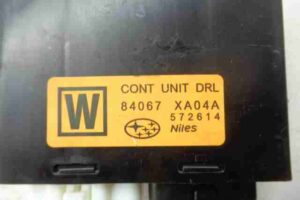 W
CONT UNIT DRL
84067 XA04A
572614
Niles